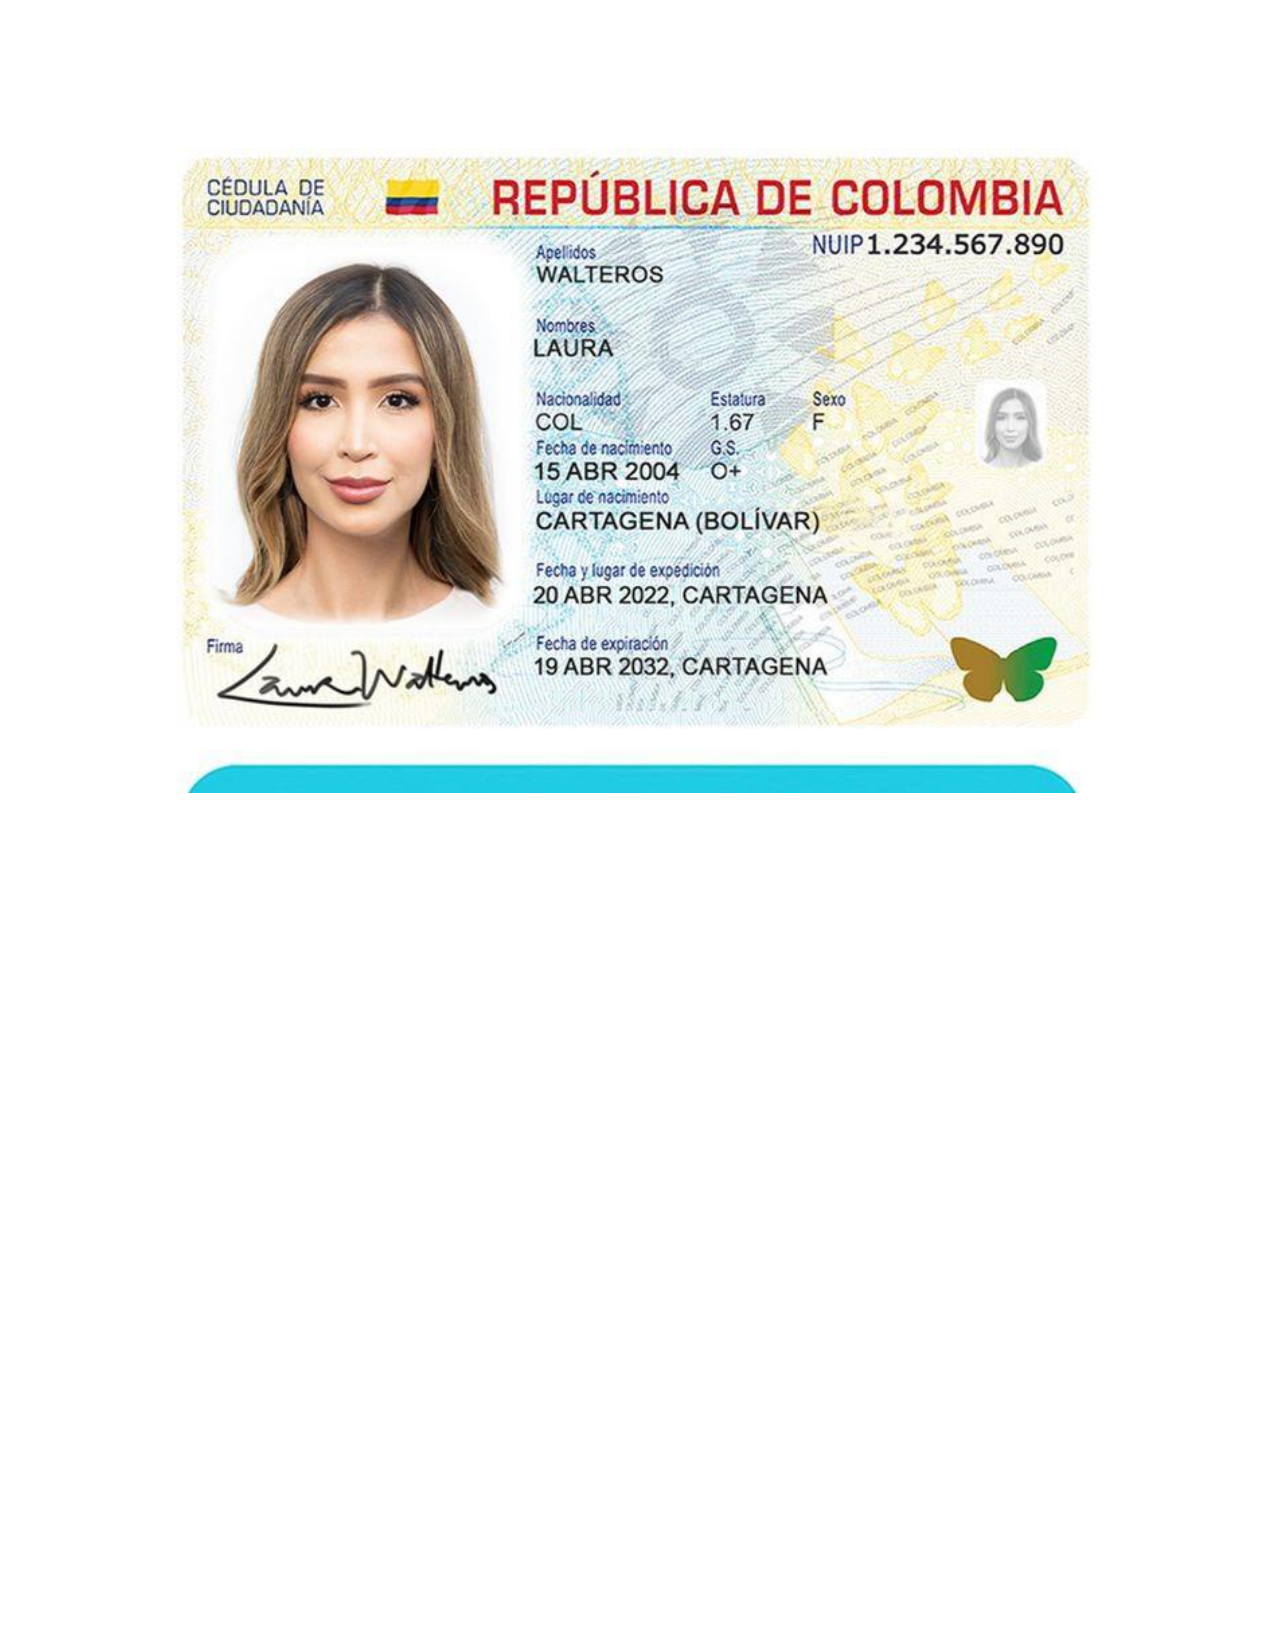 CÉDULA DE
CIUDADANÍA
REPÚBLICA DE COLOMBIA
NUIP 1.234.567.890
Apellidos
WALTEROS
Nombres
LAURA
Nacionalidad Estatura Sexo
COL 1.67 F
Fecha de nacimiento G.S.
15 ABR 2004 O+
Lugar de nacimiento
CARTAGENA (BOLÍVAR)
Fecha y lugar de expedición
20 ABR 2022, CARTAGENA
Fecha de expiración
19 ABR 2032, CARTAGENA
Firma
Laura Walteros